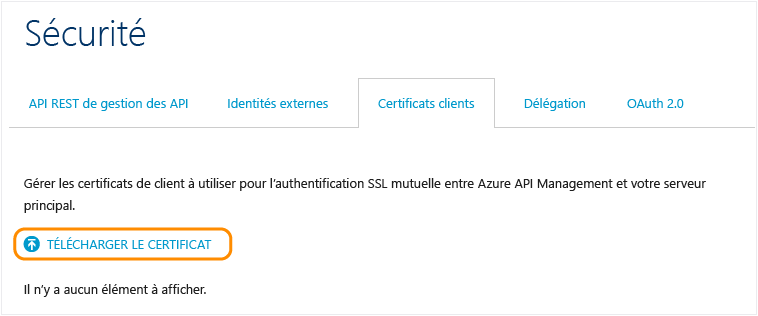 Sécurité
API REST de gestion des API Identités externes Certificats clients Délégation OAuth 2.0
Gérer les certificats de client à utiliser pour l'authentification SSL mutuelle entre Azure API Management et votre serveur
principal.
TÉLÉCHARGER LE CERTIFICAT
Il n'y a aucun élément à afficher.